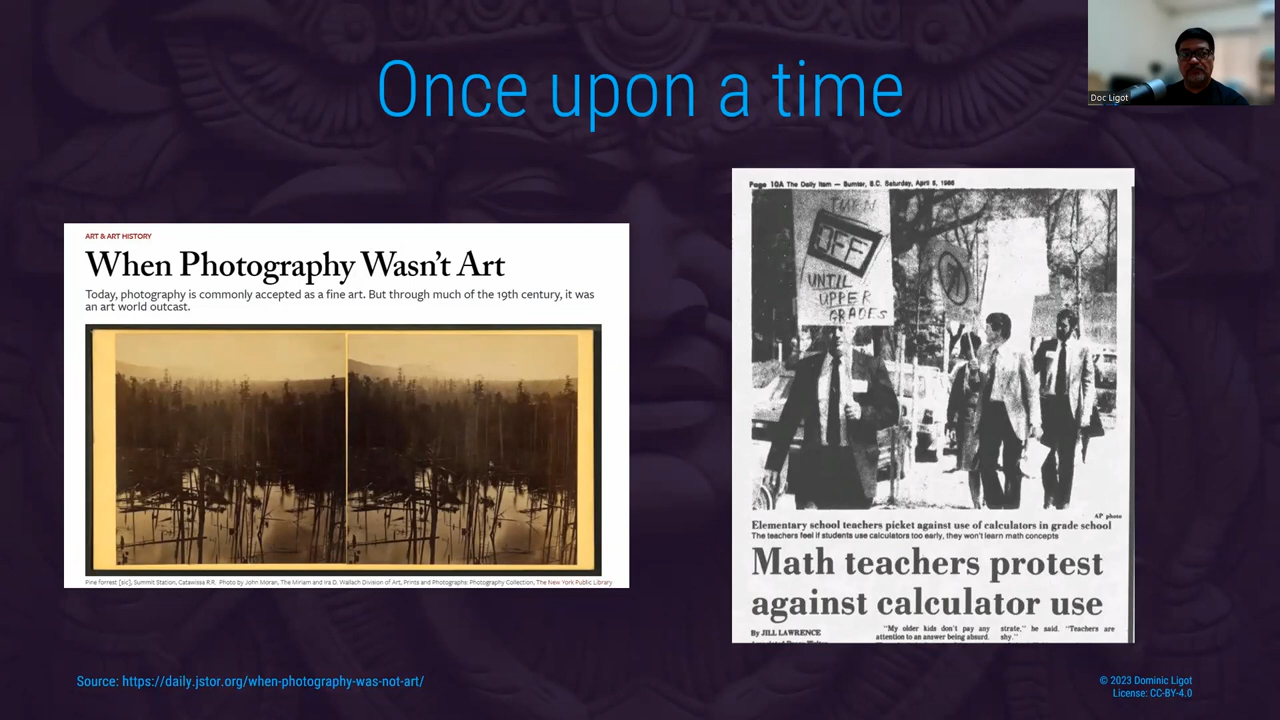 Once upon a time
Doc Ligot
ART & ART HISTORY
When Photography Wasn't Art
Today, photography is commonly accepted as a fine art. But through much of the 19th century, it was
an art world outcast.
Pine forrest [sic], Summit Station, Catawissa R.R. Photo by John Moran, The Miriam and Ira D. Wallach Division of Art, Prints and Photographs: Photography Collection, The New York Public Library
Page 10A The Daily Item — Sumter, S.C. Saturday, April 5, 1986
TURN
OFF
UNTIL
UPPER
GRADES
AP photo
Elementary school teachers picket against use of calculators in grade school
The teachers feel if students use calculators too early, they won't learn math concepts
Math teachers protest
against calculator use
By JILL LAWRENCE
"My older kids don't pay any
attention to an answer being absurd.
strate," he said. "Teachers are
shy."
Source: https://daily.jstor.org/when-photography-was-not-art/
© 2023 Dominic Ligot
License: CC-BY-4.0